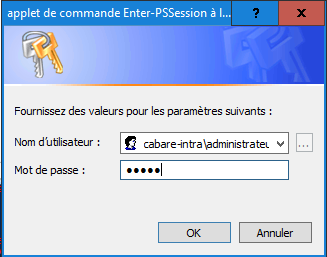 applet de commande Enter-PSSession à l...
?
Fournissez des valeurs pour les paramètres suivants :
Nom d'utilisateur : cabare-intra\administrateu ...
Mot de passe : •••••
OK Annuler